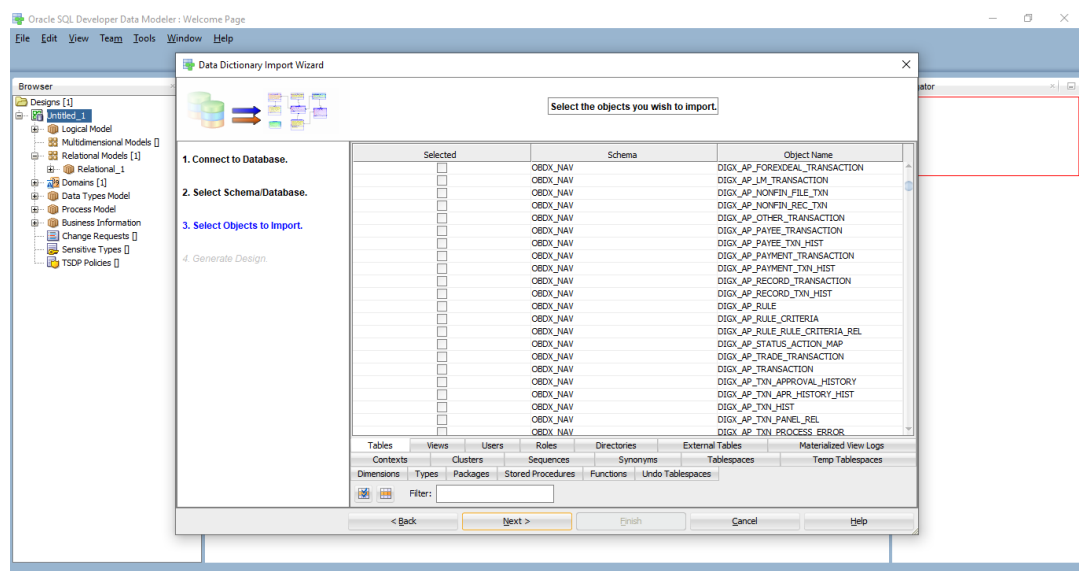 Oracle SQL Developer Data Modeler : Welcome Page
File Edit View Team Tools Window Help
Data Dictionary Import Wizard
Browser
Designs [1]
Untitled_1
Logical Model
Multidimensional Models []
Relational Models [1]
Relational_1
Domains [1]
Data Types Model
Process Model
Business Information
Change Requests []
Sensitive Types []
TSDP Policies []
Select the objects you wish to import.
1. Connect to Database.
2. Select Schema/Database.
3. Select Objects to Import.
4. Generate Design.
Selected Schema Object Name
OBDX_NAV DIGX_AP_FOREXDEAL_TRANSACTION
OBDX_NAV DIGX_AP_LM_TRANSACTION
OBDX_NAV DIGX_AP_NONFIN_FILE_TXN
OBDX_NAV DIGX_AP_NONFIN_REC_TXN
OBDX_NAV DIGX_AP_OTHER_TRANSACTION
OBDX_NAV DIGX_AP_PAYEE_TRANSACTION
OBDX_NAV DIGX_AP_PAYEE_TXN_HIST
OBDX_NAV DIGX_AP_PAYMENT_TRANSACTION
OBDX_NAV DIGX_AP_PAYMENT_TXN_HIST
OBDX_NAV DIGX_AP_RECORD_TRANSACTION
OBDX_NAV DIGX_AP_RECORD_TXN_HIST
OBDX_NAV DIGX_AP_RULE
OBDX_NAV DIGX_AP_RULE_CRITERIA
OBDX_NAV DIGX_AP_RULE_RULE_CRITERIA_REL
OBDX_NAV DIGX_AP_STATUS_ACTION_MAP
OBDX_NAV DIGX_AP_TRADE_TRANSACTION
OBDX_NAV DIGX_AP_TRANSACTION
OBDX_NAV DIGX_AP_TXN_APPROVAL_HISTORY
OBDX_NAV DIGX_AP_TXN_APR_HISTORY_HIST
OBDX_NAV DIGX_AP_TXN_HIST
OBDX_NAV DIGX_AP_TXN_PANEL_REL
OBDX_NAV DIGX_AP_TXN_PROCESS_ERROR
Tables Views Users Roles Directories External Tables Materialized View Logs
Contexts Clusters Sequences Synonyms Tablespaces Temp Tablespaces
Dimensions Types Packages Stored Procedures Functions Undo Tablespaces
Filter:
< Back Next > Finish Cancel Help
ator